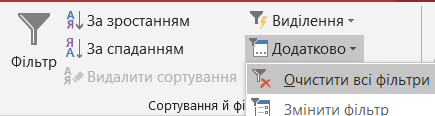 Фільтр
За зростанням
За спаданням
Видалити сортування
Виділення
Додатково
Очистити всі фільтри
Сортування й фі
Змінити фільтр